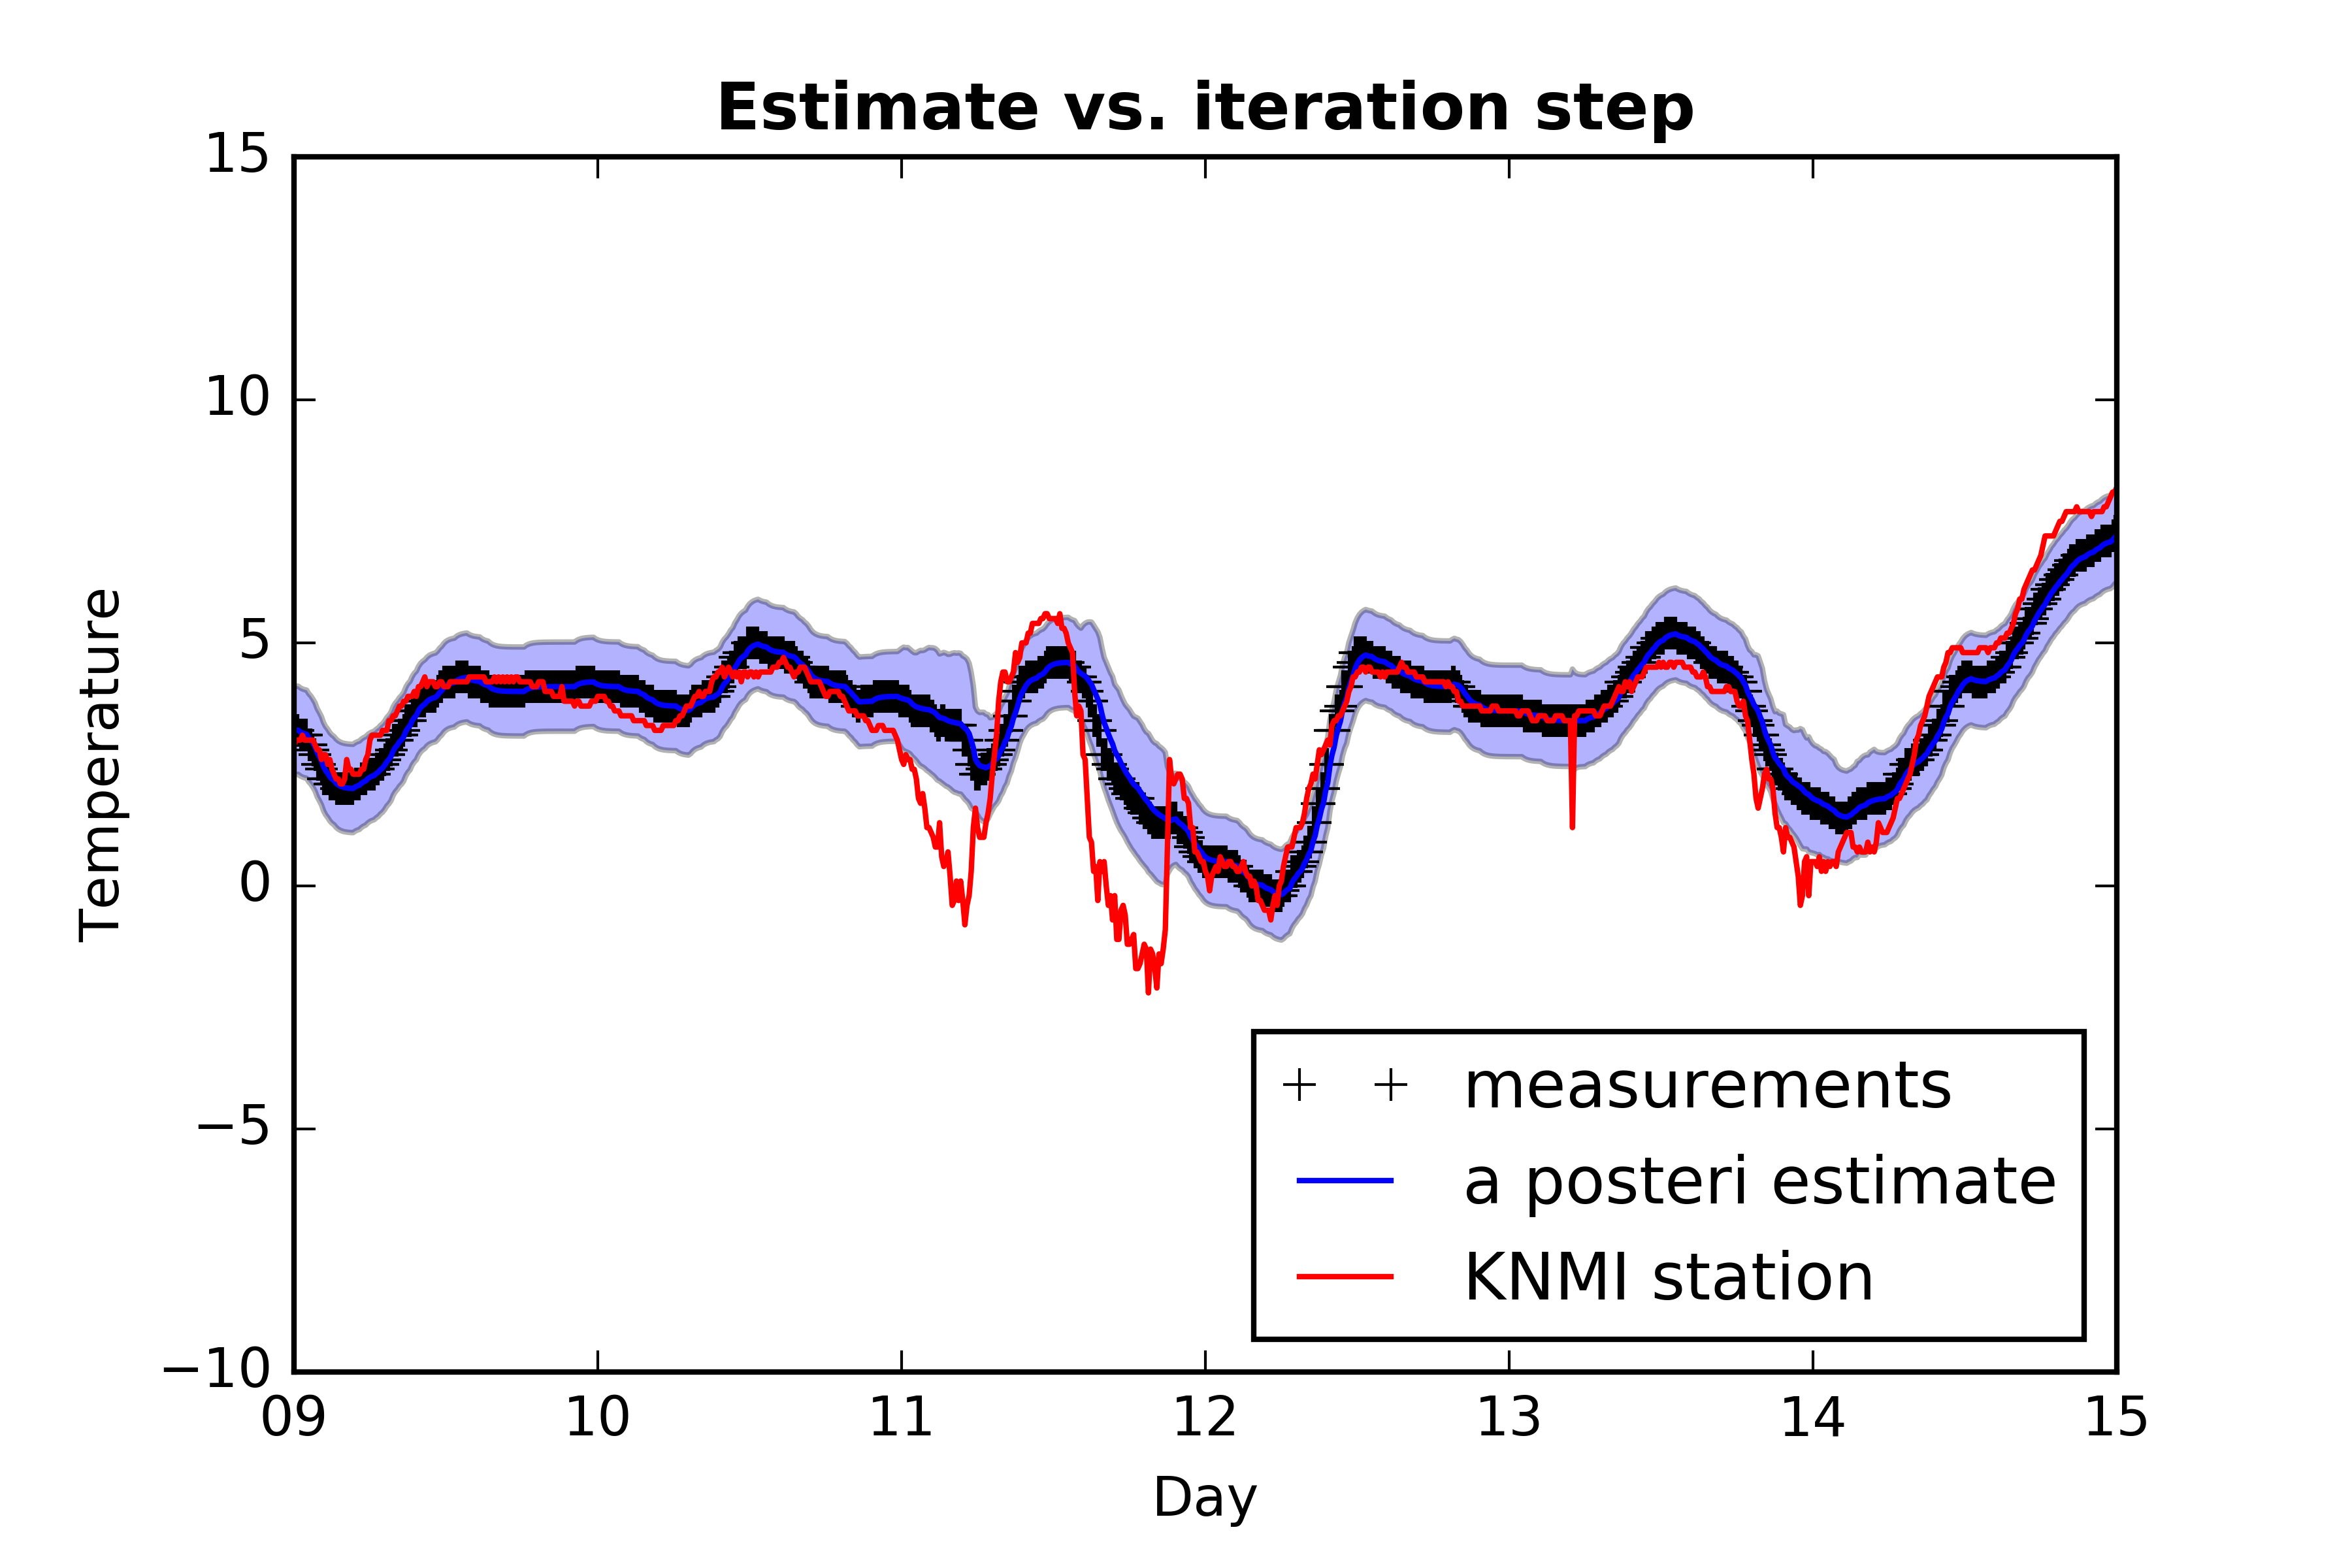 Estimate vs. iteration step
15
10
5
0
−5
−10
Temperature
measurements
a posteri estimate
KNMI station
09 10 11 12 13 14 15
Day